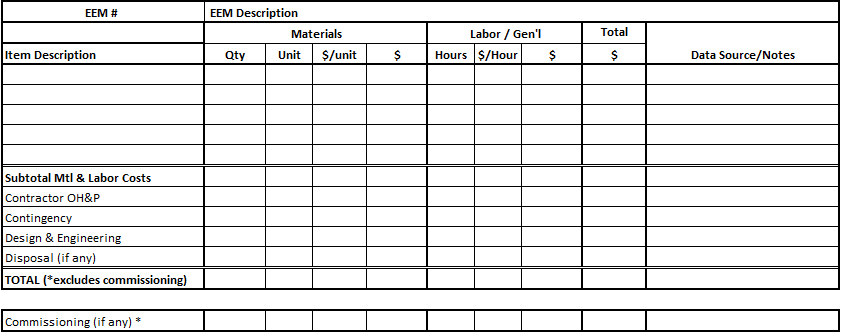 EEM # EEM Description
Materials Labor / Gen'l Total
Item Description Qty Unit $/unit $ Hours $/Hour $ $ Data Source/Notes
Subtotal Mtl & Labor Costs
Contractor OH&P
Contingency
Design & Engineering
Disposal (if any)
TOTAL (*excludes commissioning)
Commissioning (if any) *